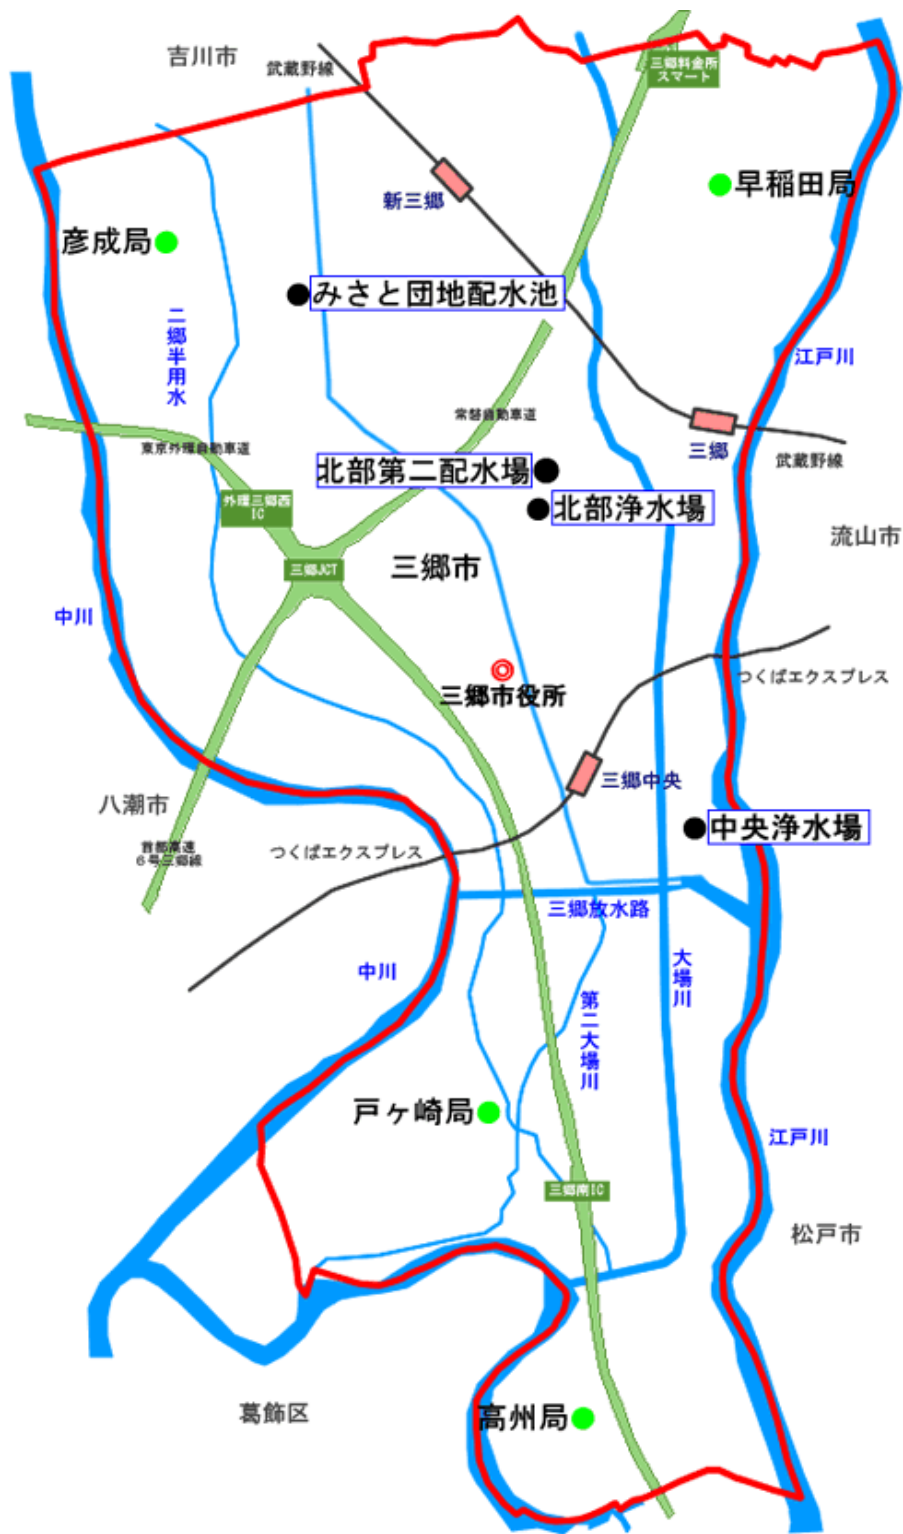 吉川市
武蔵野線
三郷料金所
スマート
新三郷
早稲田局
彦成局
みさと団地配水池
二郷半用水
江戸川
常磐自動車道
三郷
東京外環自動車道
武蔵野線
北部第二配水場
外環三郷西
IC
北部浄水場
流山市
三郷JCT
三郷市
中川
つくばエクスプレス
三郷市役所
三郷中央
八潮市
中央浄水場
首都高速
6号三郷線
つくばエクスプレス
三郷放水路
中川
大場川
第二大場川
戸ヶ崎局
江戸川
三郷南IC
松戸市
葛飾区
高州局